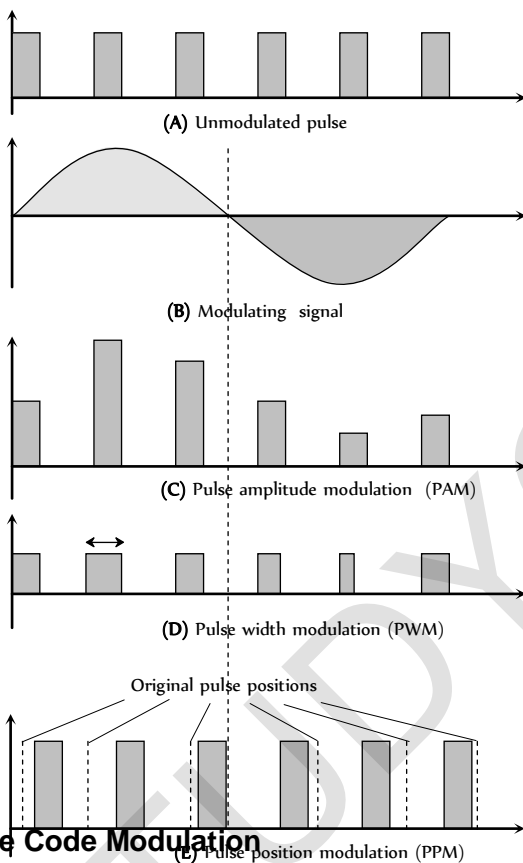 (A) Unmodulated pulse
(B) Modulating signal
(C) Pulse amplitude modulation (PAM)
(D) Pulse width modulation (PWM)
Original pulse positions
e Code Modulation
(E) Pulse position modulation (PPM)